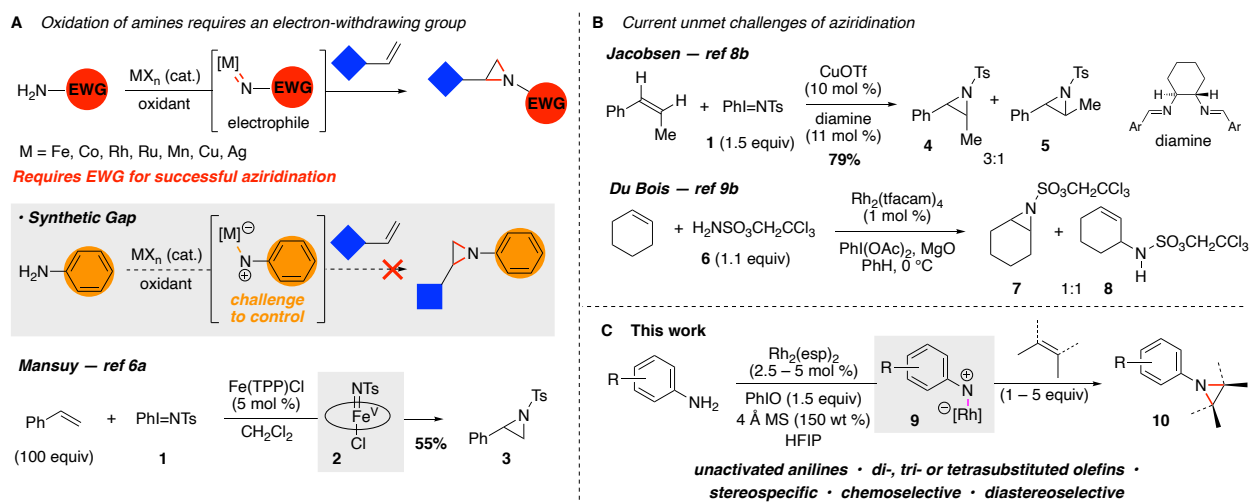 A Oxidation of amines requires an electron-withdrawing group
H2N
EWG
MXn (cat.)
oxidant
[M]
N
EWG
electrophile
N
EWG
M = Fe, Co, Rh, Ru, Mn, Cu, Ag
Requires EWG for successful aziridination
• Synthetic Gap
H2N
MXn (cat.)
oxidant
[M]⊖
N
⊕
challenge
to control
N
Mansuy — ref 6a
Ph
(100 equiv)
+
PhI=NTs
1
Fe(TPP)Cl
(5 mol %)
CH2Cl2
NTs
FeV
Cl
2
55%
Ts
N
Ph
3
B Current unmet challenges of aziridination
Jacobsen — ref 8b
H
Ph
H
Me
+ PhI=NTs
1 (1.5 equiv)
CuOTf
(10 mol %)
diamine
(11 mol %)
79%
Ts
N
Ph
Me
4
+
3:1
Ts
N
Ph
Me
5
H
H
N
N
Ar
Ar
diamine
Du Bois — ref 9b
+ H2NSO3CH2CCl3
6 (1.1 equiv)
Rh2(tfacam)4
(1 mol %)
PhI(OAc)2, MgO
PhH, 0 °C
SO3CH2CCl3
N
7
+
1:1
N
H
SO3CH2CCl3
8
C This work
R
NH2
Rh2(esp)2
(2.5 – 5 mol %)
PhIO (1.5 equiv)
4 Å MS (150 wt %)
HFIP
R
⊕
N
⊖
[Rh]
9
(1 – 5 equiv)
R
N
10
unactivated anilines • di-, tri- or tetrasubstituted olefins •
stereospecific • chemoselective • diastereoselective